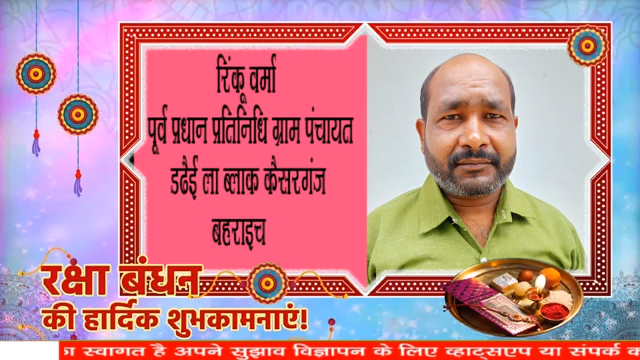 रिंकू वर्मा
पूर्व प्रधान प्रतिनिधि ग्राम पंचायत
डढैई ला ब्लाक कैसरगंज
बहराइच
रक्षा बंधन
की हार्दिक शुभकामनाएं!
स्वागत है अपने सुझाव विज्ञापन के लिए व्हाट्सएप या संपर्क